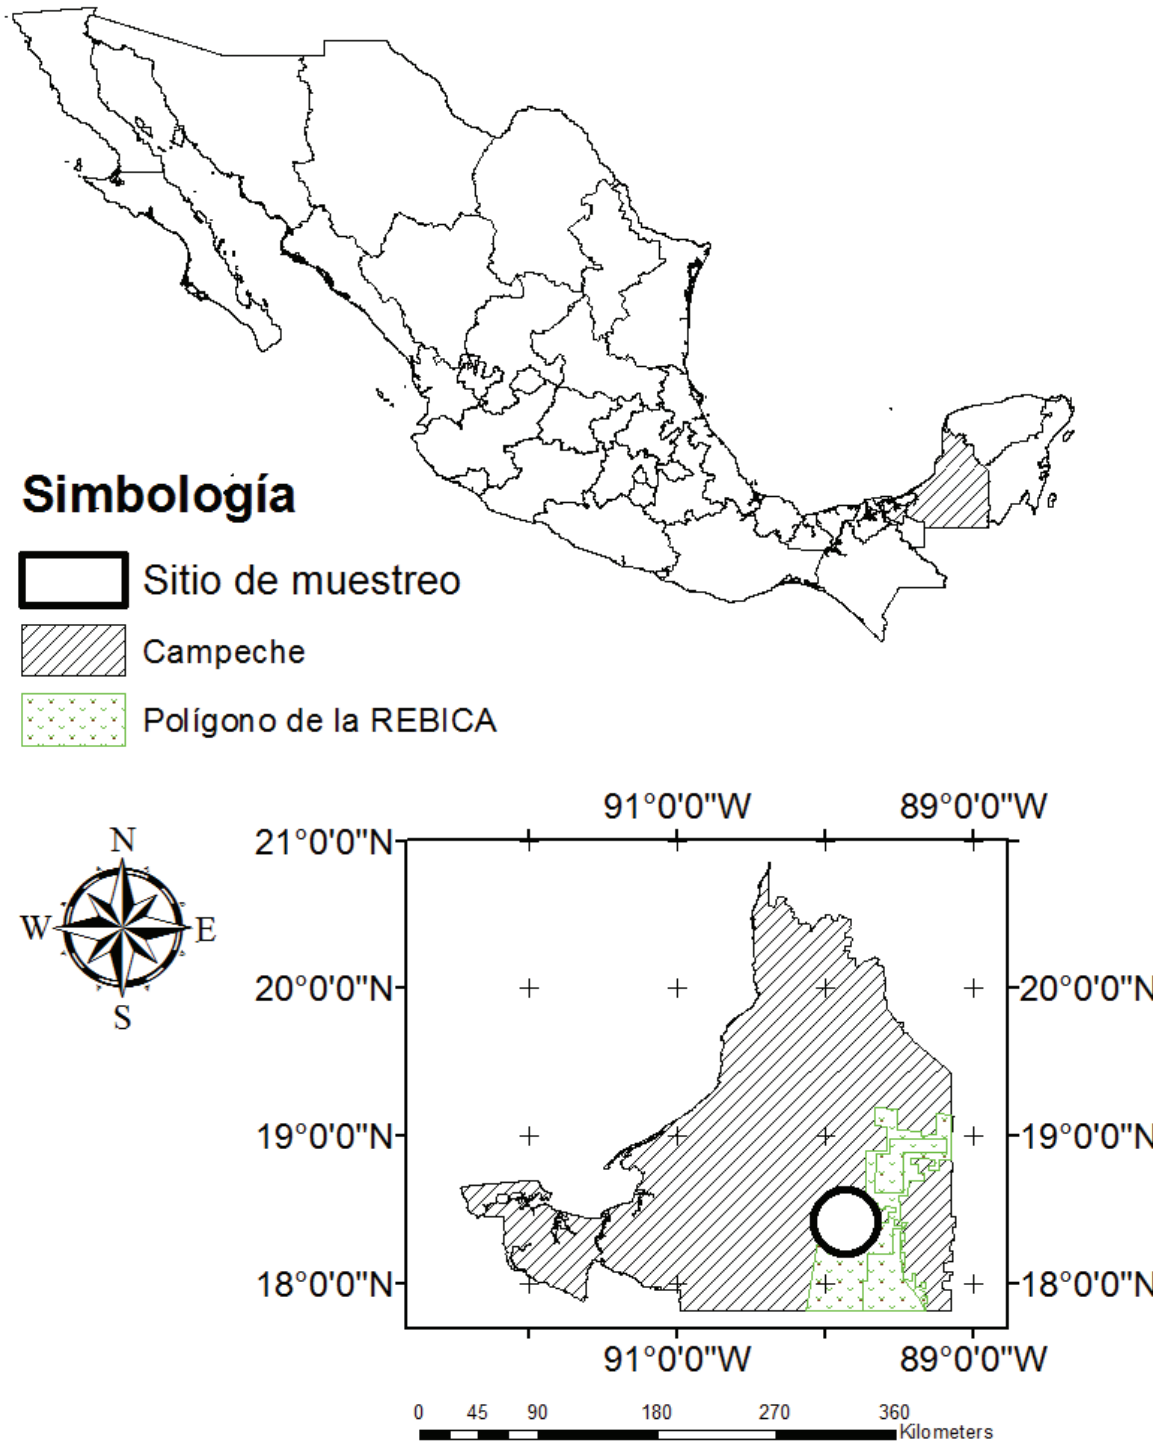 Simbología
Sitio de muestreo
Campeche
Polígono de la REBICA
N
W E
S
91°0'0"W 89°0'0"W
21°0'0"N
20°0'0"N 20°0'0"N
19°0'0"N 19°0'0"N
18°0'0"N 18°0'0"N
91°0'0"W 89°0'0"W
0 45 90 180 270 360
Kilometers